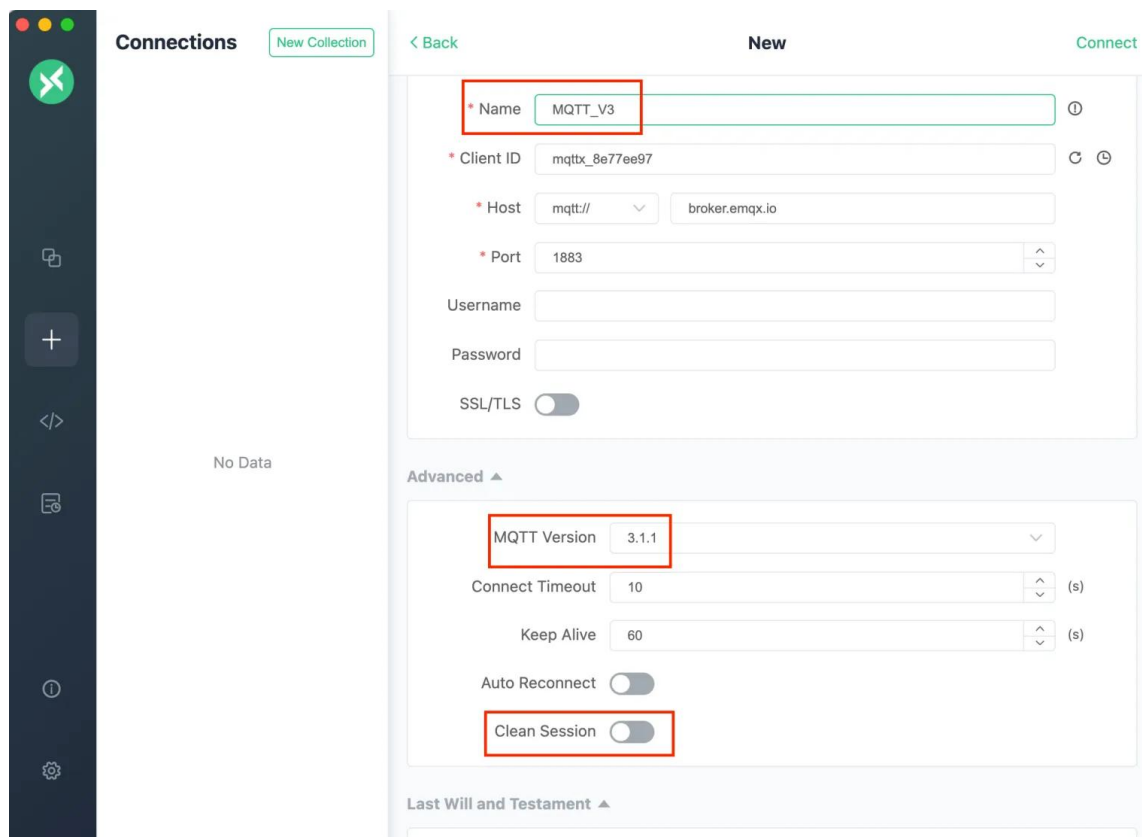 Connections
New Collection
No Data
< Back
New
Connect
* Name MQTT_V3
* Client ID mqttx_8e77ee97
* Host mqtt:// broker.emqx.io
* Port 1883
Username
Password
SSL/TLS
Advanced
MQTT Version 3.1.1
Connect Timeout 10 (s)
Keep Alive 60 (s)
Auto Reconnect
Clean Session
Last Will and Testament